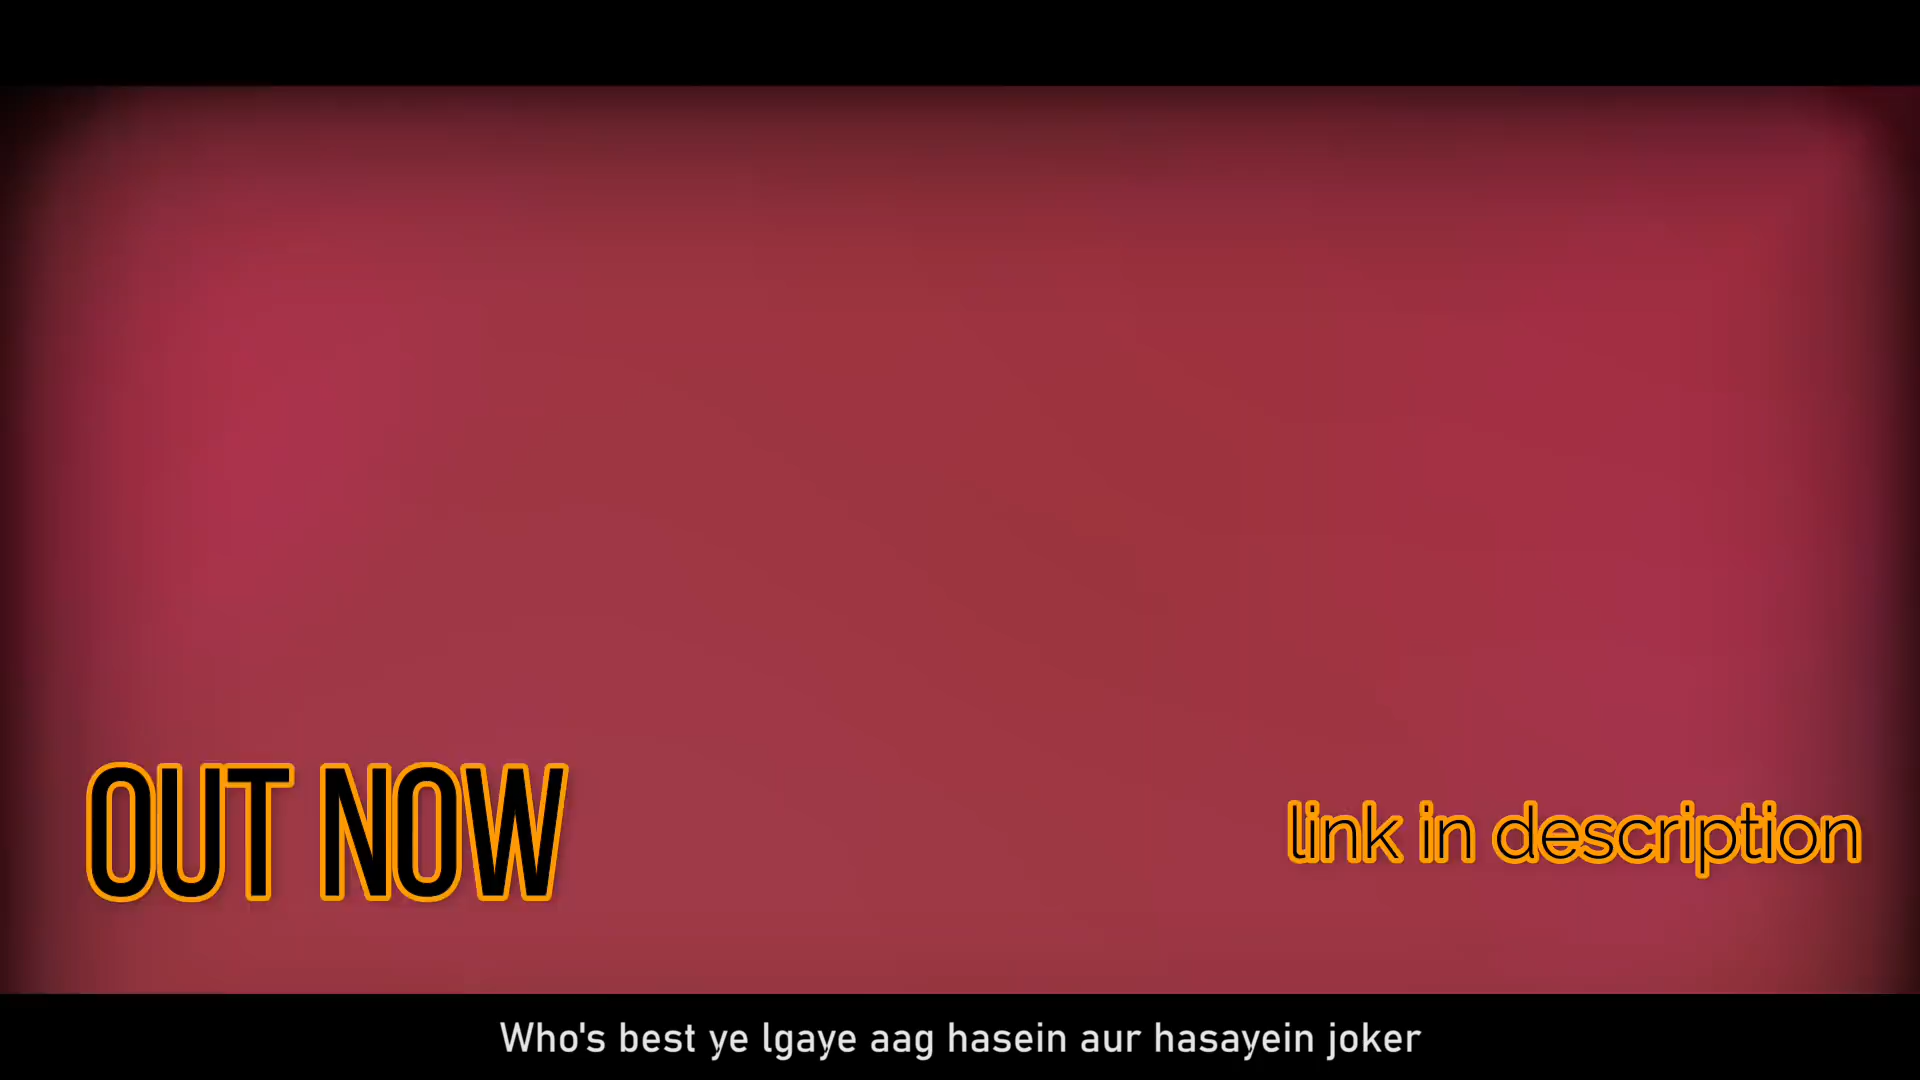 OUT NOW
link in description
Who's best ye lgaye aag hasein aur hasayein joker